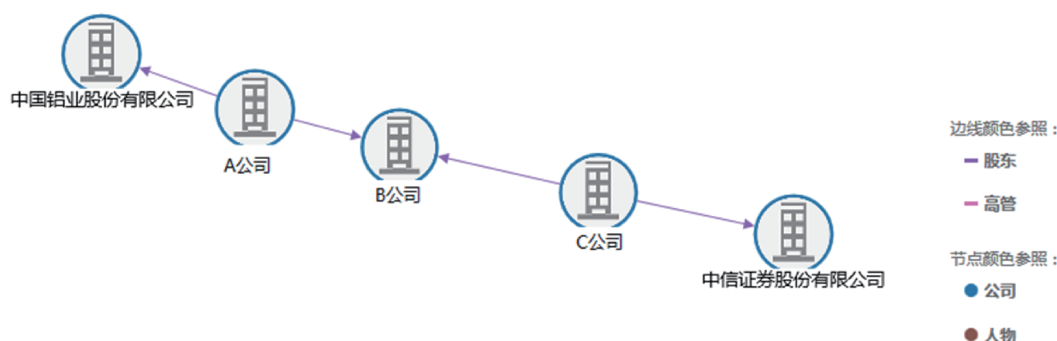 中国铝业股份有限公司
A公司
B公司
C公司
中信证券股份有限公司
边线颜色参照：
股东
高管
节点颜色参照：
公司
人物